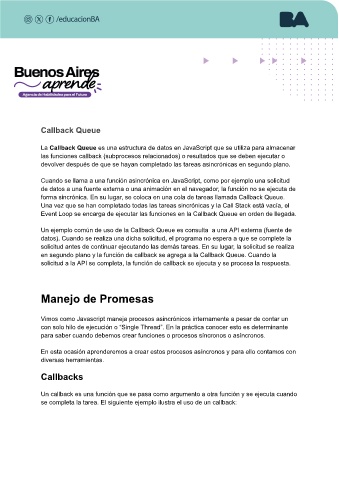 /educacionBA
BA
Buenos Aires
aprende
Agencia de Habilidades para el Futuro
Callback Queue
La Callback Queue es una estructura de datos en JavaScript que se utiliza para almacenar
las funciones callback (subprocesos relacionados) o resultados que se deben ejecutar o
devolver después de que se hayan completado las tareas asincrónicas en segundo plano.
Cuando se llama a una función asincrónica en JavaScript, como por ejemplo una solicitud
de datos a una fuente externa o una animación en el navegador, la función no se ejecuta de
forma sincrónica. En su lugar, se coloca en una cola de tareas llamada Callback Queue.
Una vez que se han completado todas las tareas sincrónicas y la Call Stack está vacía, el
Event Loop se encarga de ejecutar las funciones en la Callback Queue en orden de llegada.
Un ejemplo común de uso de la Callback Queue es consulta a una API externa (fuente de
datos). Cuando se realiza una dicha solicitud, el programa no espera a que se complete la
solicitud antes de continuar ejecutando las demás tareas. En su lugar, la solicitud se realiza
en segundo plano y la función de callback se agrega a la Callback Queue. Cuando la
solicitud a la API se completa, la función de callback se ejecuta y se procesa la respuesta.
Manejo de Promesas
Vimos como Javascript maneja procesos asincrónicos internamente a pesar de contar un
con solo hilo de ejecución o "Single Thread". En la práctica conocer esto es determinante
para saber cuando debemos crear funciones o procesos síncronos o asíncronos.
En esta ocasión aprenderemos a crear estos procesos asíncronos y para ello contamos con
diversas herramientas.
Callbacks
Un callback es una función que se pasa como argumento a otra función y se ejecuta cuando
se completa la tarea. El siguiente ejemplo ilustra el uso de un callback.